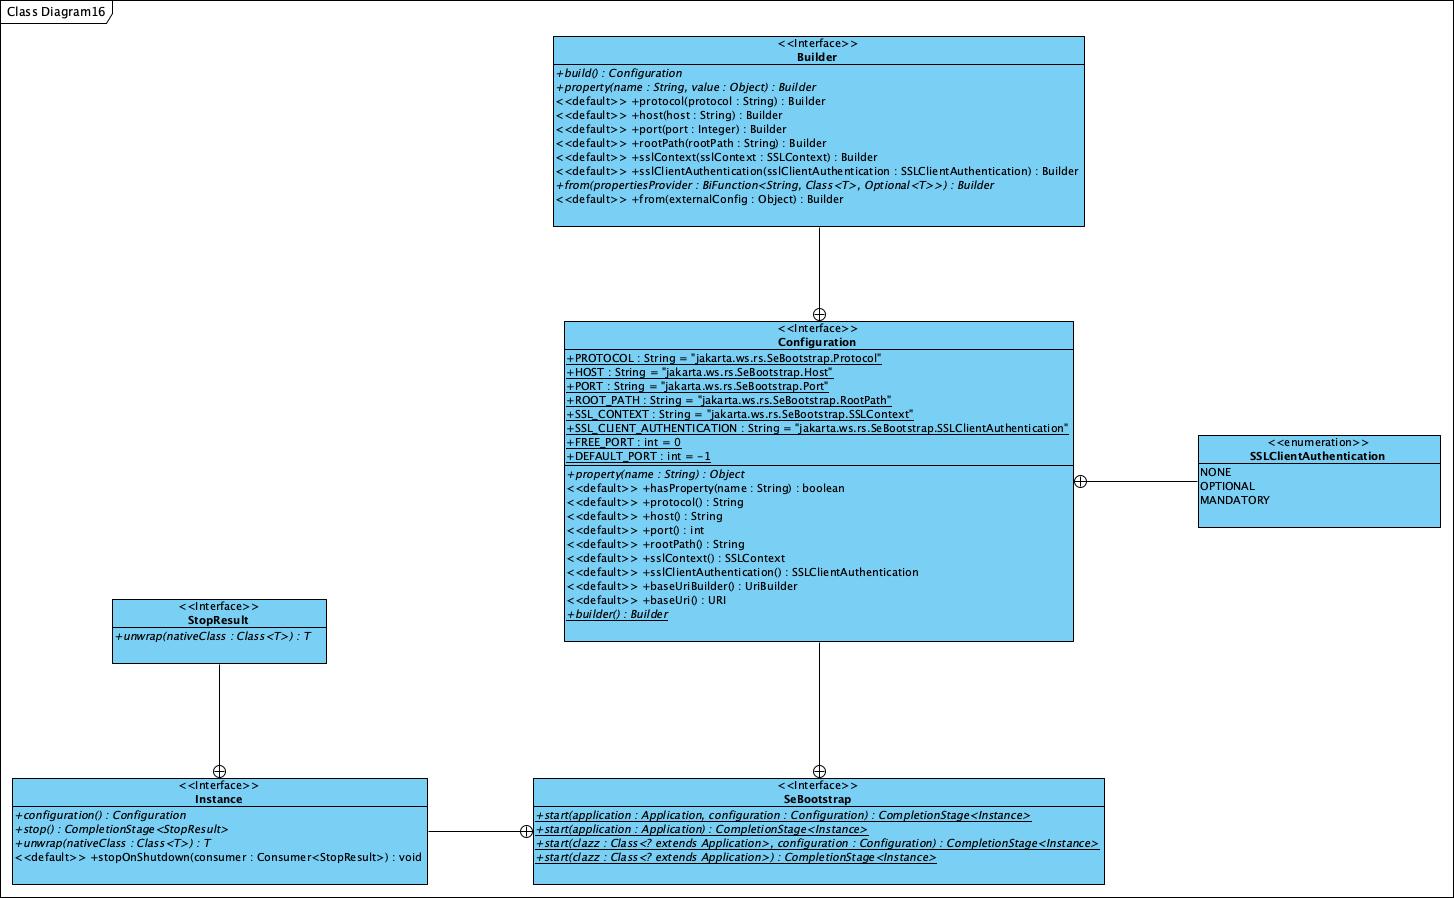 Class Diagram16
<<Interface>>
Builder
+build() : Configuration
+property(name : String, value : Object) : Builder
<<default>> +protocol(protocol : String) : Builder
<<default>> +host(host : String) : Builder
<<default>> +port(port : Integer) : Builder
<<default>> +rootPath(rootPath : String) : Builder
<<default>> +sslContext(sslContext : SSLContext) : Builder
<<default>> +sslClientAuthentication(sslClientAuthentication : SSLClientAuthentication) : Builder
+from(propertiesProvider : BiFunction<String, Class<T>, Optional<T>>) : Builder
<<default>> +from(externalConfig : Object) : Builder
<<Interface>>
Configuration
+PROTOCOL : String = "jakarta.ws.rs.SeBootstrap.Protocol"
+HOST : String = "jakarta.ws.rs.SeBootstrap.Host"
+PORT : String = "jakarta.ws.rs.SeBootstrap.Port"
+ROOT_PATH : String = "jakarta.ws.rs.SeBootstrap.RootPath"
+SSL_CONTEXT : String = "jakarta.ws.rs.SeBootstrap.SSLContext"
+SSL_CLIENT_AUTHENTICATION : String = "jakarta.ws.rs.SeBootstrap.SSLClientAuthentication"
+FREE_PORT : int = 0
+DEFAULT_PORT : int = -1
+property(name : String) : Object
<<default>> +hasProperty(name : String) : boolean
<<default>> +protocol() : String
<<default>> +host() : String
<<default>> +port() : int
<<default>> +rootPath() : String
<<default>> +sslContext() : SSLContext
<<default>> +sslClientAuthentication() : SSLClientAuthentication
<<default>> +baseUriBuilder() : UriBuilder
<<default>> +baseUri() : URI
+builder() : Builder
<<enumeration>>
SSLClientAuthentication
NONE
OPTIONAL
MANDATORY
<<Interface>>
StopResult
+unwrap(nativeClass : Class<T>) : T
<<Interface>>
Instance
+configuration() : Configuration
+stop() : CompletionStage<StopResult>
+unwrap(nativeClass : Class<T>) : T
<<default>> +stopOnShutdown(consumer : Consumer<StopResult>) : void
<<Interface>>
SeBootstrap
+start(application : Application, configuration : Configuration) : CompletionStage<Instance>
+start(application : Application) : CompletionStage<Instance>
+start(clazz : Class<? extends Application>, configuration : Configuration) : CompletionStage<Instance>
+start(clazz : Class<? extends Application>) : CompletionStage<Instance>